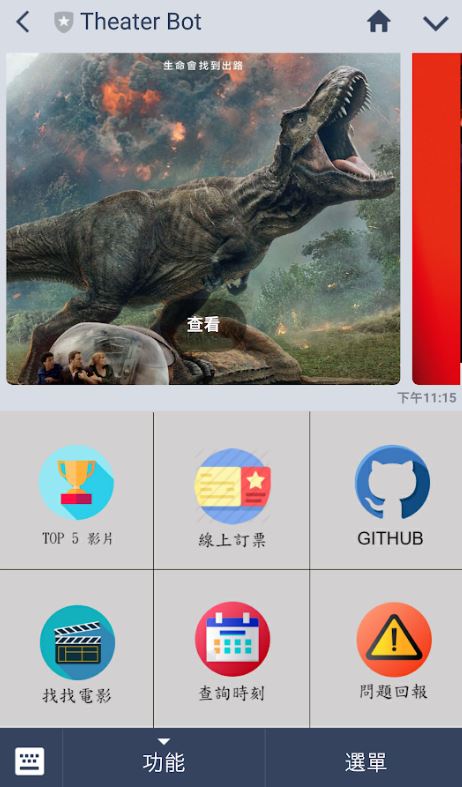 Theater Bot
生命會找到出路
查看
下午11:15
TOP 5 影片
線上訂票
GITHUB
找找電影
查詢時刻
問題回報
功能
選單